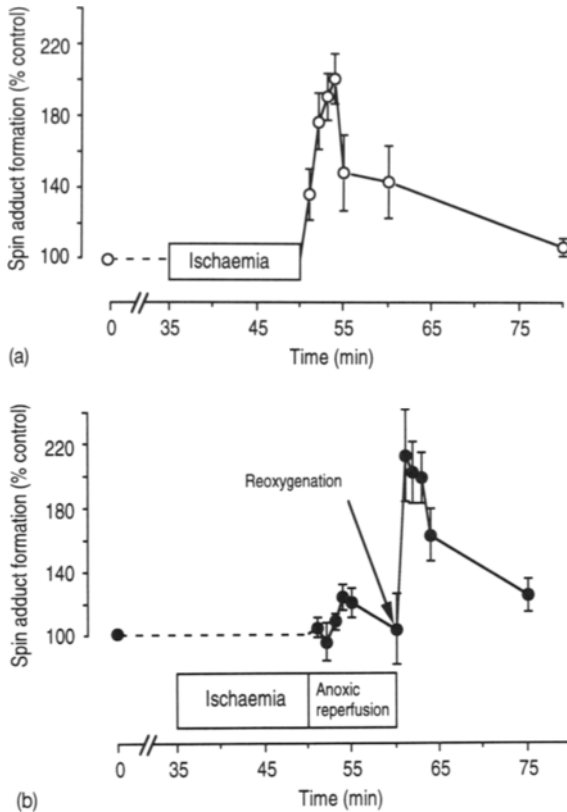 Spin adduct formation (% control)
220
180
140
100
Ischaemia
0 35 45 55 65 75
Time (min)
(a)
Spin adduct formation (% control)
220
180
140
100
Reoxygenation
Ischaemia
Anoxic
reperfusion
0 35 45 55 65 75
Time (min)
(b)